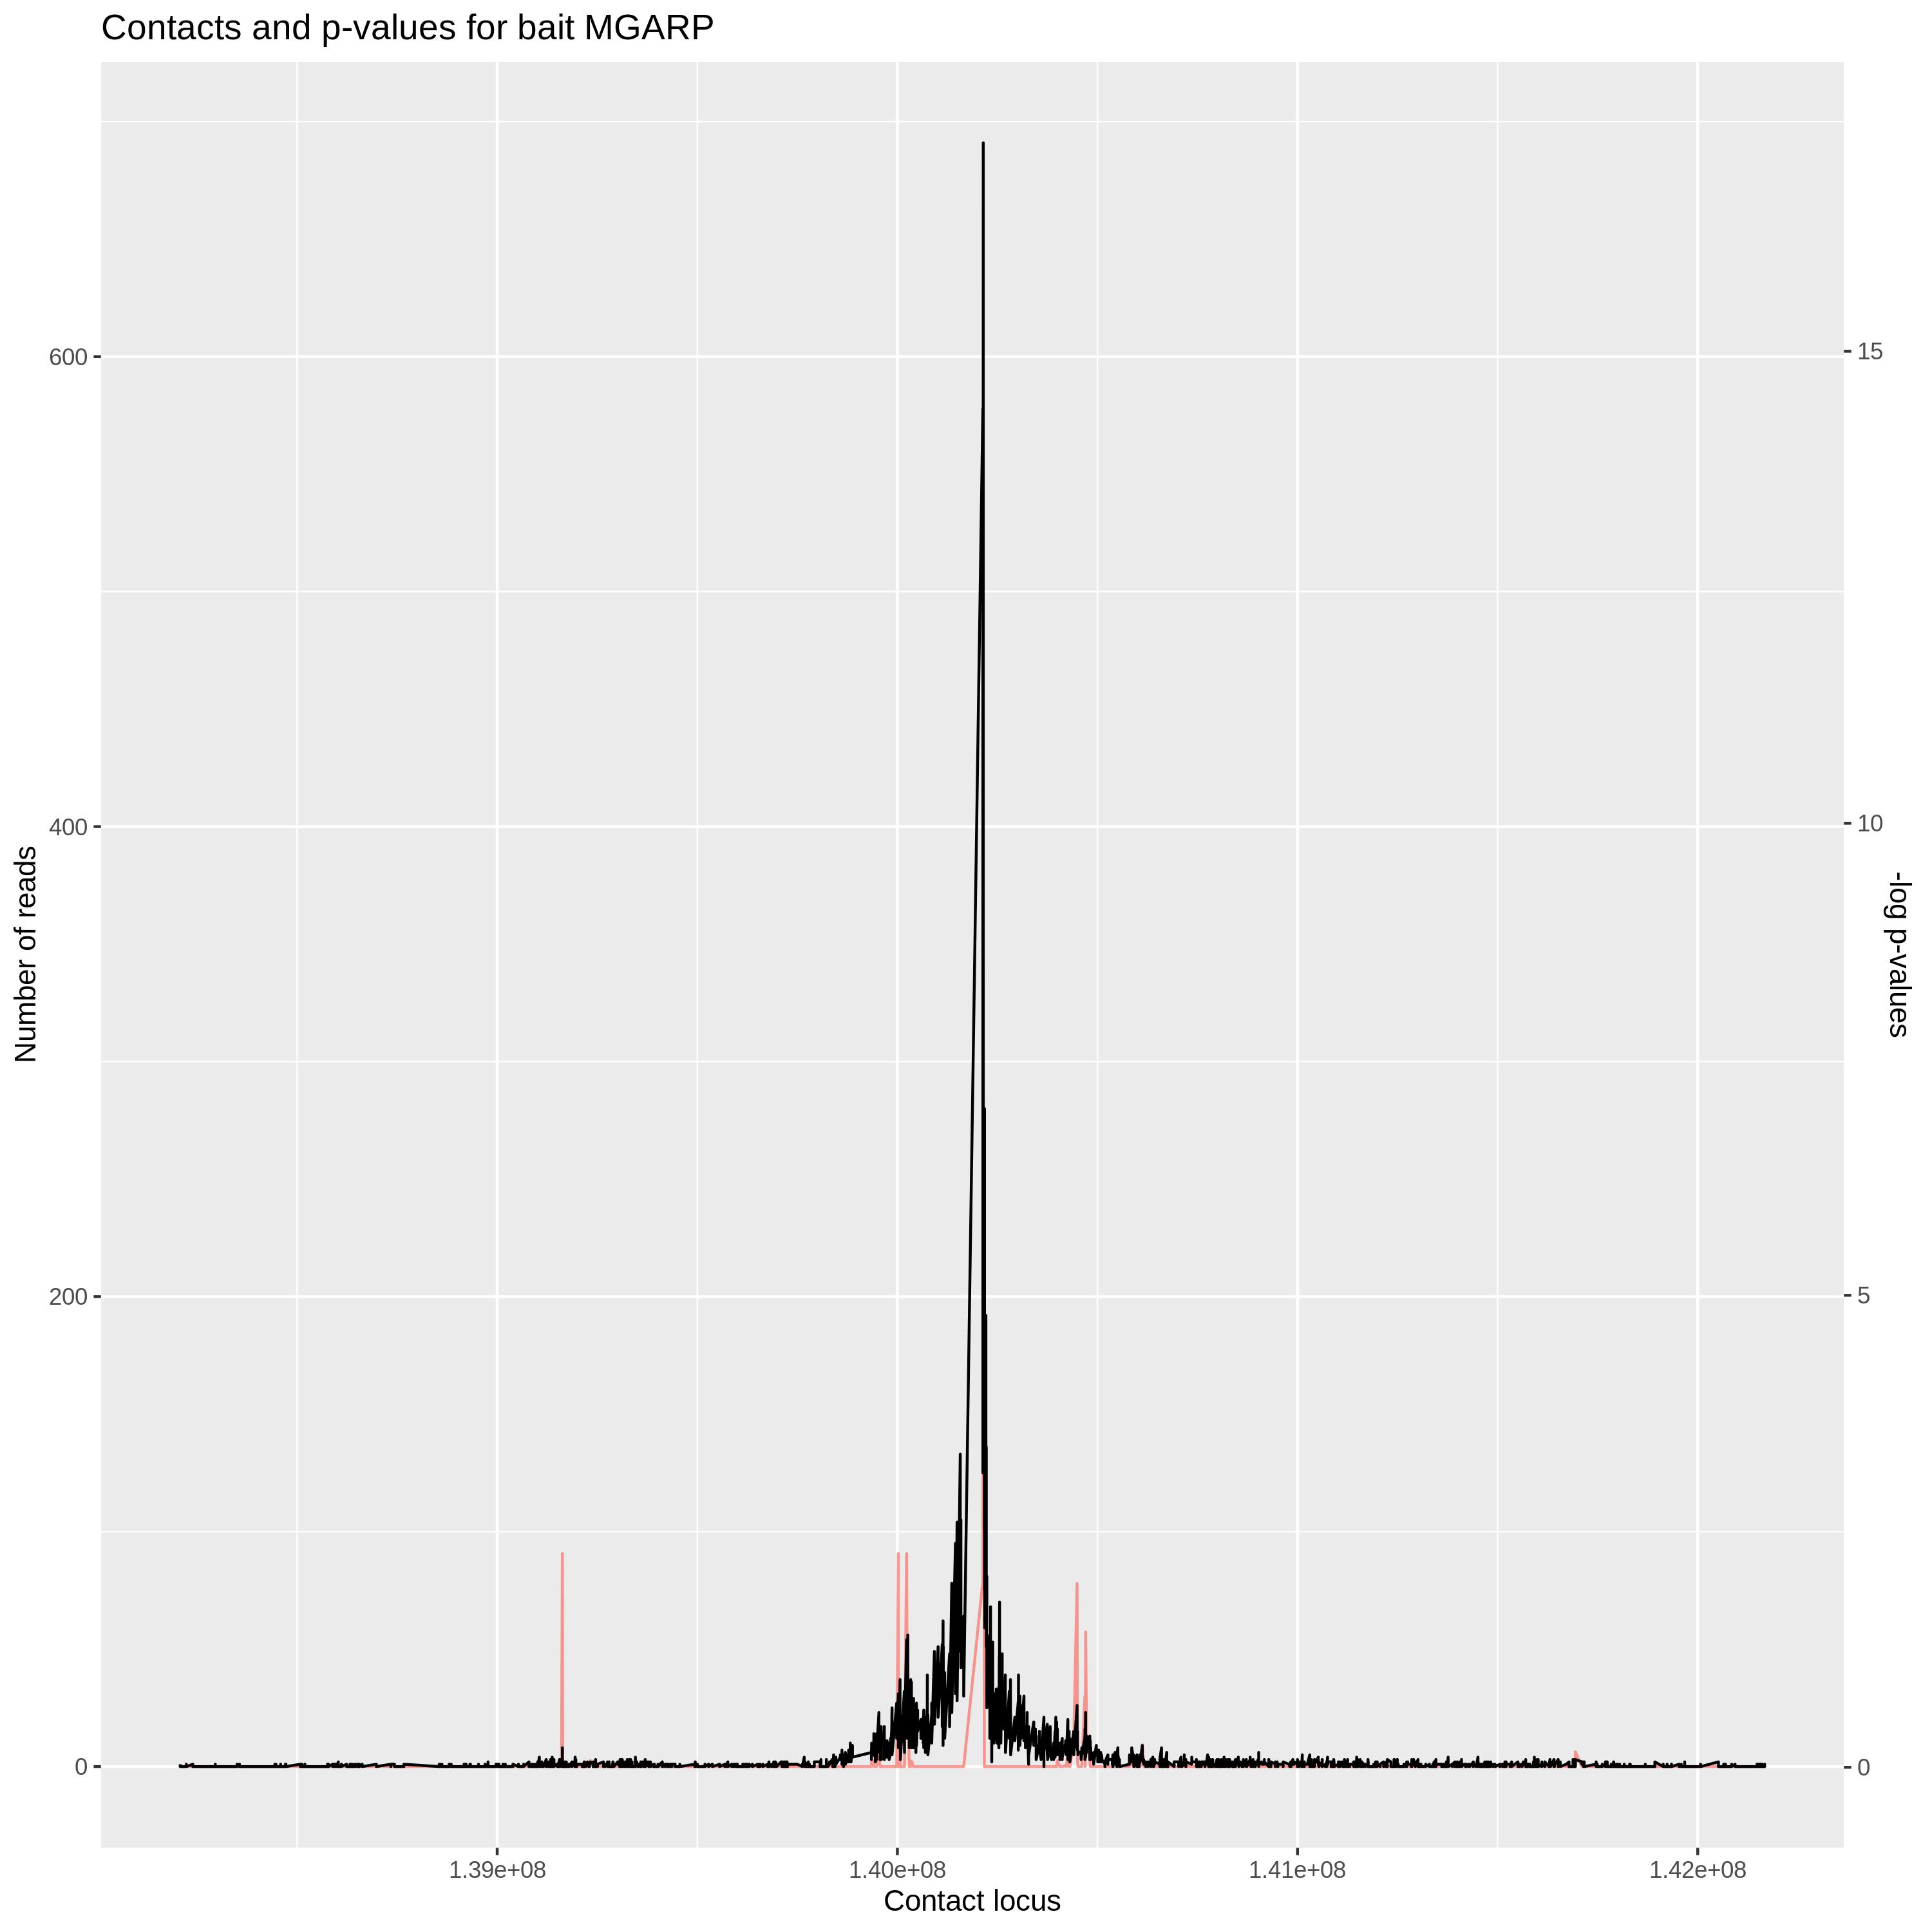 Contacts and p-values for bait MGARP
600
400
200
0
15
10
5
0
Number of reads
-log p-values
1.39e+08
1.40e+08
1.41e+08
1.42e+08
Contact locus